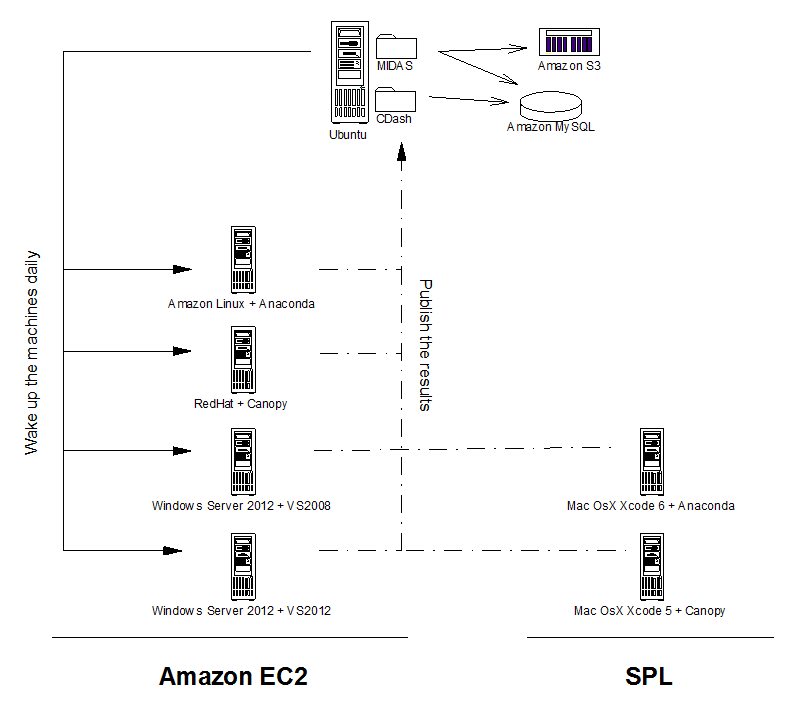 MIDAS
Amazon S3
CDash
Amazon MySQL
Ubuntu
Wake up the machines daily
Publish the results
Amazon Linux + Anaconda
RedHat + Canopy
Windows Server 2012 + VS2008
Mac OsX Xcode 6 + Anaconda
Windows Server 2012 + VS2012
Mac OsX Xcode 5 + Canopy
Amazon EC2
SPL